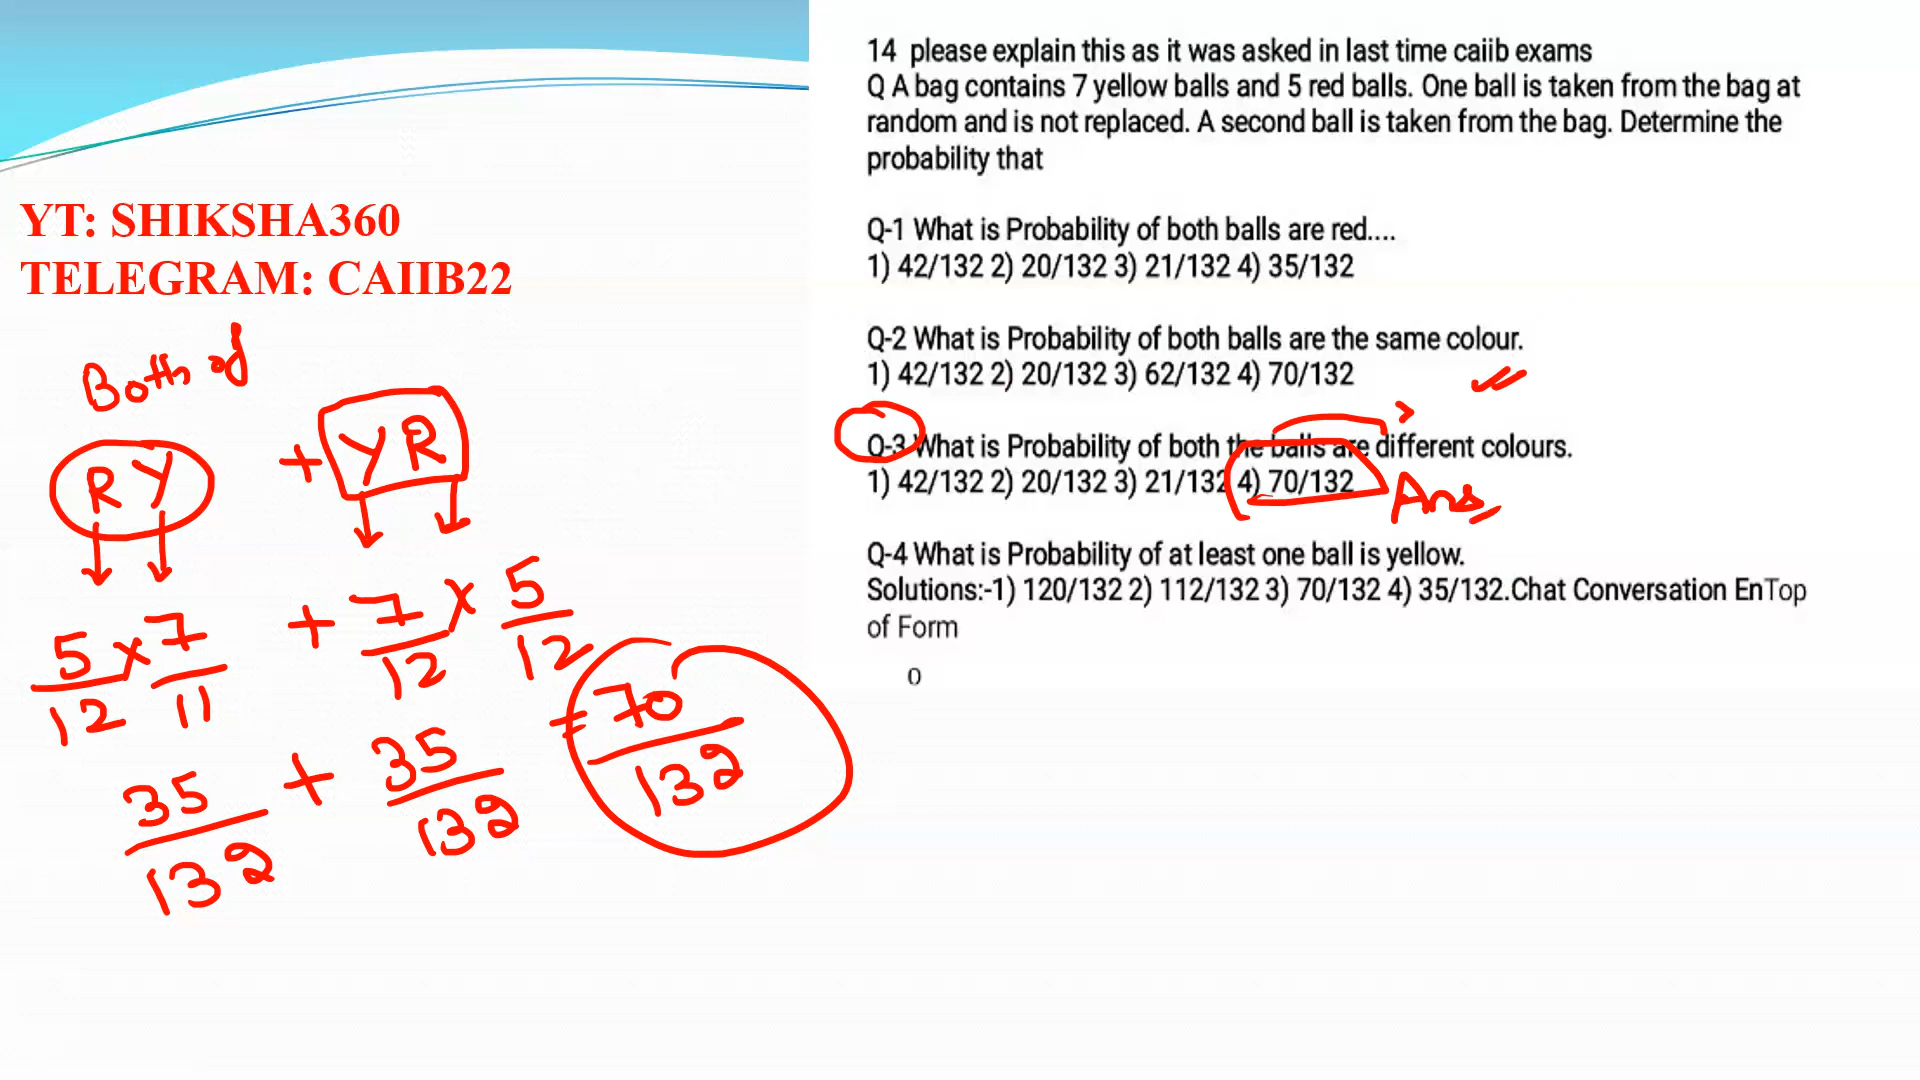 14 please explain this as it was asked in last time caiib exams
Q A bag contains 7 yellow balls and 5 red balls. One ball is taken from the bag at
random and is not replaced. A second ball is taken from the bag. Determine the
probability that
Q-1 What is Probability of both balls are red....
1) 42/132 2) 20/132 3) 21/132 4) 35/132
Q-2 What is Probability of both balls are the same colour.
1) 42/132 2) 20/132 3) 62/132 4) 70/132
Q-3 What is Probability of both the balls are different colours.
1) 42/132 2) 20/132 3) 21/132 4) 70/132 Ans
Q-4 What is Probability of at least one ball is yellow.
Solutions:-1) 120/132 2) 112/132 3) 70/132 4) 35/132.Chat Conversation EnTop
of Form
0
YT: SHIKSHA360
TELEGRAM: CAIIB22
Both of
RY + YR
5/12 × 7/11 + 7/12 × 5/12
35/132 + 35/132 = 70/132